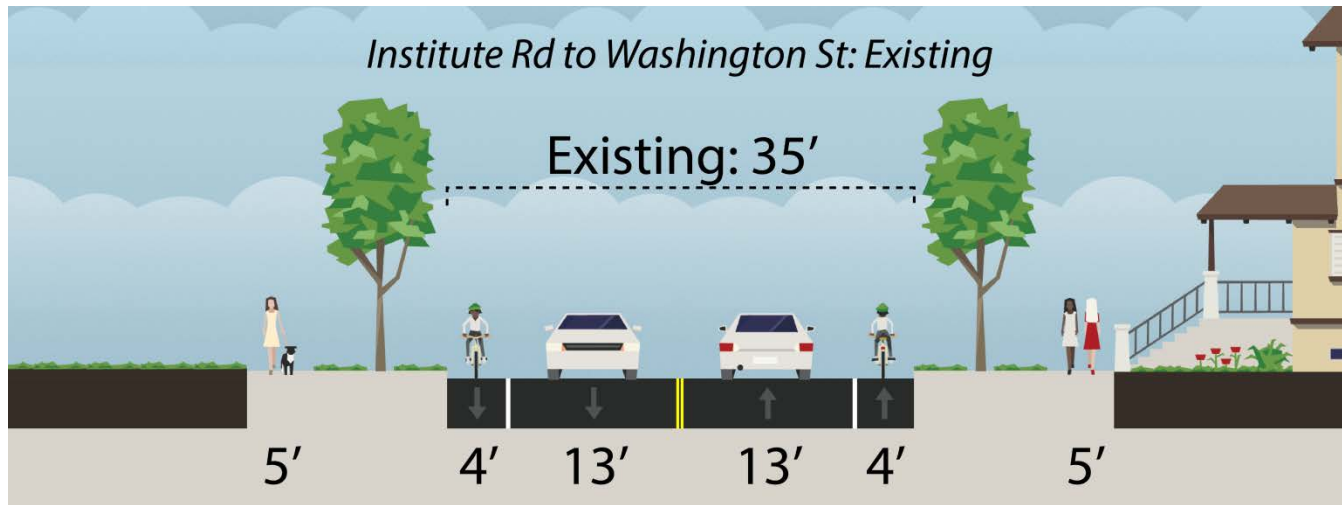 Institute Rd to Washington St: Existing
Existing: 35’
5’ 4’ 13’ 13’ 4’ 5’